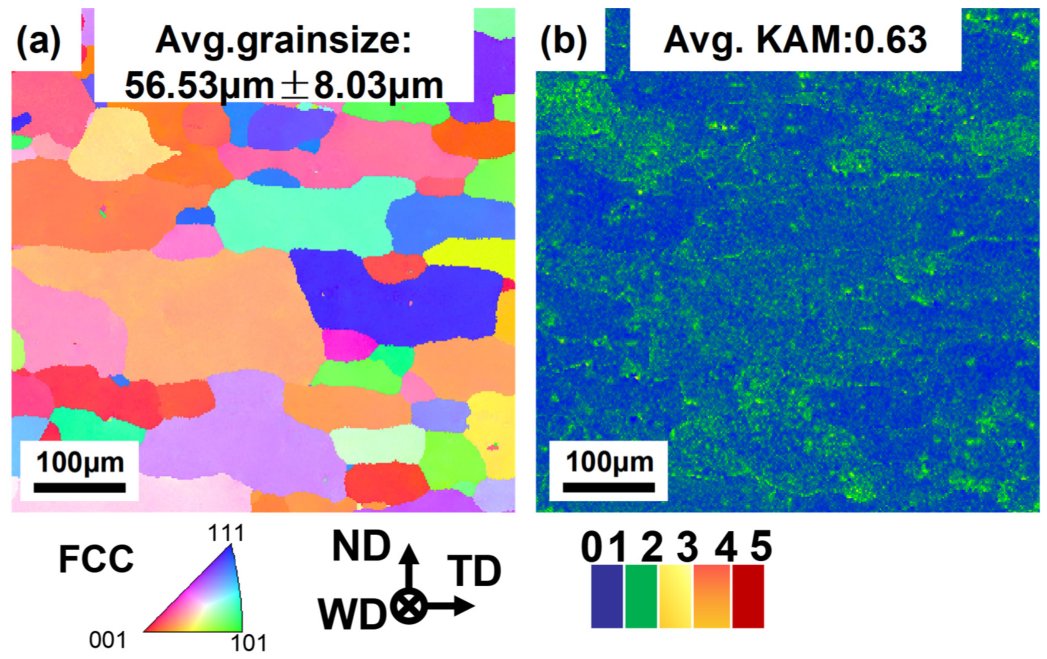 (a)
Avg.grainsize:
56.53μm±8.03μm
(b)
Avg. KAM:0.63
100μm
100μm
FCC
111
001
101
ND
TD
WD
0 1 2 3 4 5